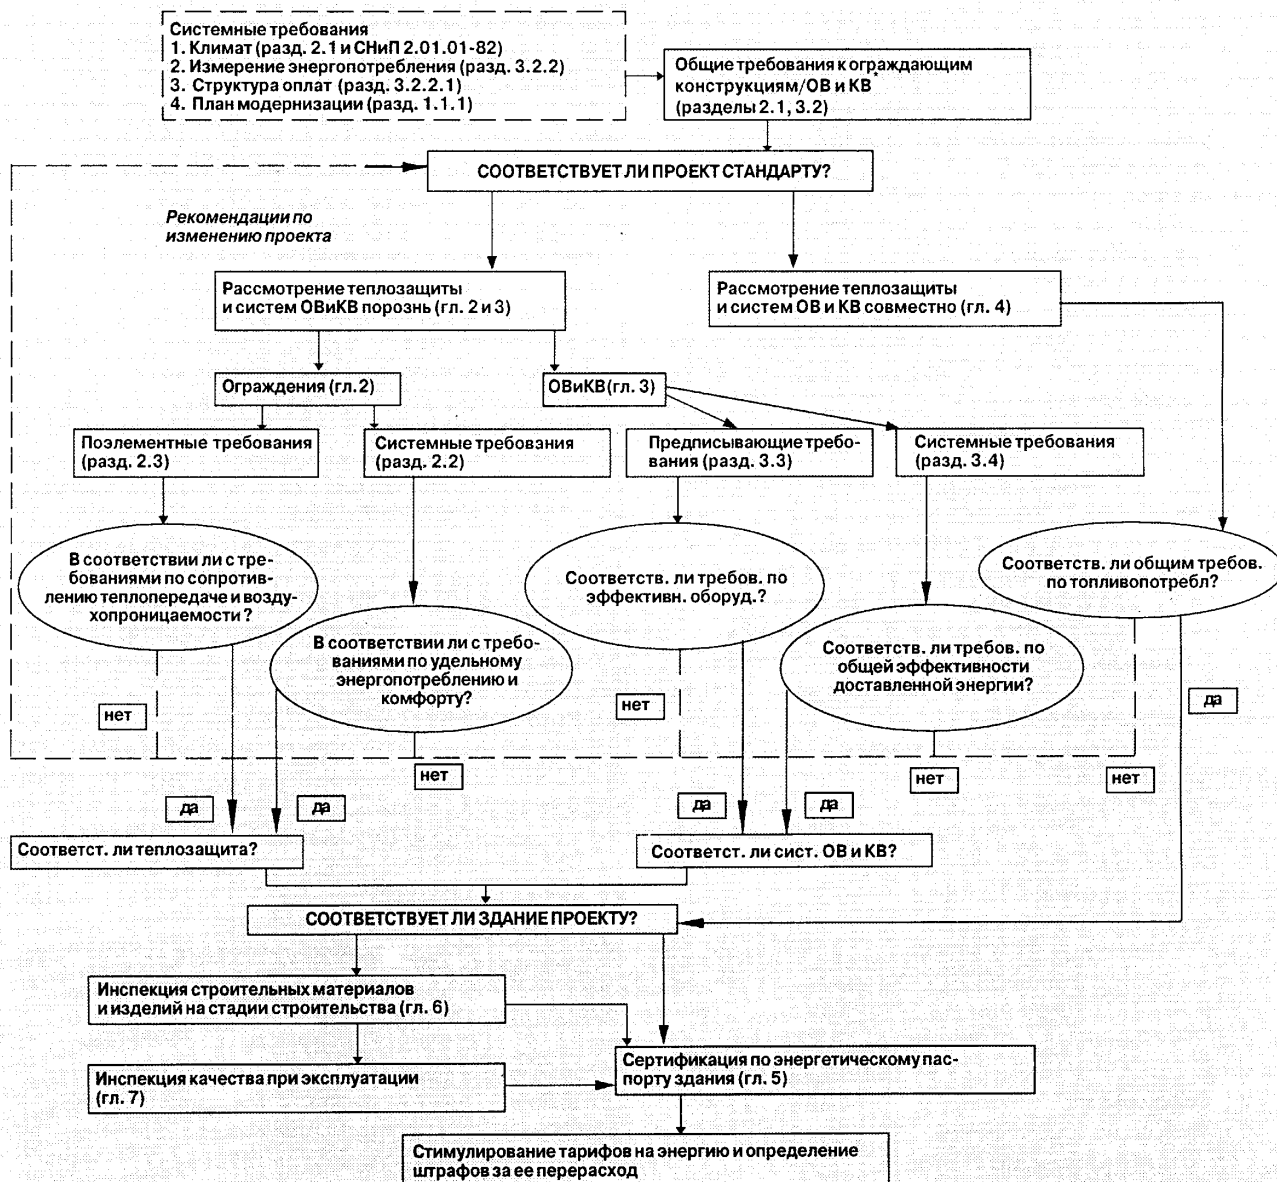 Системные требования
1. Климат (разд. 2.1 и СНиП 2.01.01-82)
2. Измерение энергопотребления (разд. 3.2.2)
3. Структура оплат (разд. 3.2.2.1)
4. План модернизации (разд. 1.1.1)
Общие требования к ограждающим
конструкциям/ОВ и КВ*
(разделы 2.1, 3.2)
СООТВЕТСТВУЕТ ЛИ ПРОЕКТ СТАНДАРТУ?
Рекомендации по
изменению проекта
Рассмотрение теплозащиты
и систем ОВиКВ порознь (гл. 2 и 3)
Рассмотрение теплозащиты
и систем ОВ и КВ совместно (гл. 4)
Ограждения (гл.2)
ОВиКВ(гл. 3)
Поэлементные требования
(разд. 2.3)
Системные требования
(разд. 2.2)
Предписывающие требо-
вания (разд. 3.3)
Системные требования
(разд. 3.4)
В соответствии ли с тре-
бованиями по сопротив-
лению теплопередаче и возду-
хопроницаемости ?
В соответствии ли с требо-
ваниями по удельному
энергопотреблению и
комфорту?
Соответств. ли требов. по
эффективн. оборуд.?
Соответств. ли требов. по
общей эффективности
доставленной энергии?
Соответств. ли общим требов.
по топливопотребл?
нет
нет
нет
нет
нет
да
да
да
да
да
Соответст. ли теплозащита?
Соответст. ли сист. ОВ и КВ?
СООТВЕТСТВУЕТ ЛИ ЗДАНИЕ ПРОЕКТУ?
Инспекция строительных материалов
и изделий на стадии строительства (гл. 6)
Инспекция качества при эксплуатации
(гл. 7)
Сертификация по энергетическому пас-
порту здания (гл. 5)
Стимулирование тарифов на энергию и определение
штрафов за ее перерасход